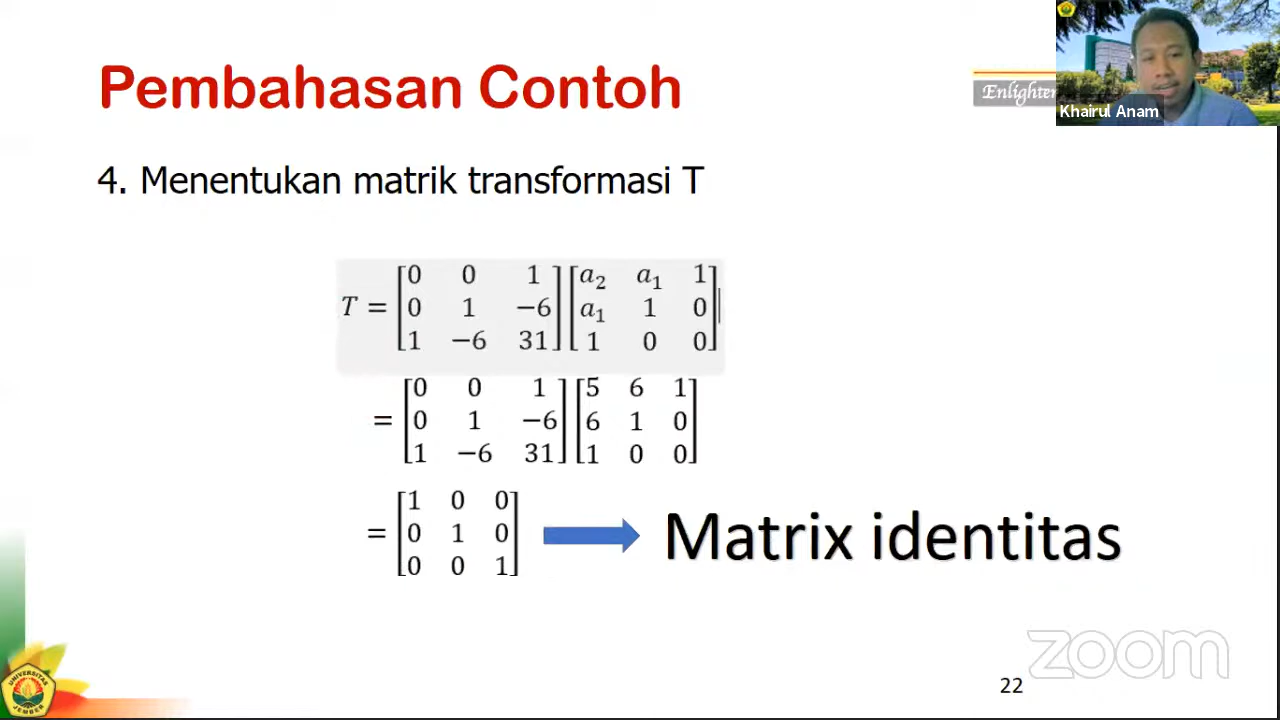 Pembahasan Contoh
Enlighten
Khairul Anam
4. Menentukan matrik transformasi T
T = [0 0 1; 0 1 −6; 1 −6 31] [a₂ a₁ 1; a₁ 1 0; 1 0 0]
= [0 0 1; 0 1 −6; 1 −6 31] [5 6 1; 6 1 0; 1 0 0]
= [1 0 0; 0 1 0; 0 0 1]
Matrix identitas
zoom
22
UNIVERSITAS
JEMBER